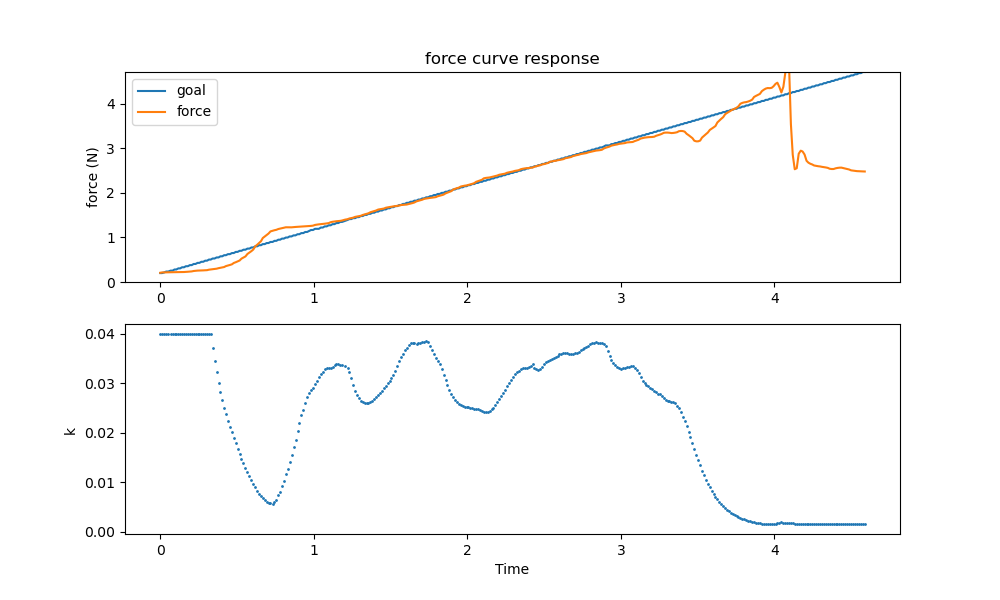 force curve response
goal
force
force (N)
4
3
2
1
0
0 1 2 3 4
k
0.04
0.03
0.02
0.01
0.00
0 1 2 3 4
Time